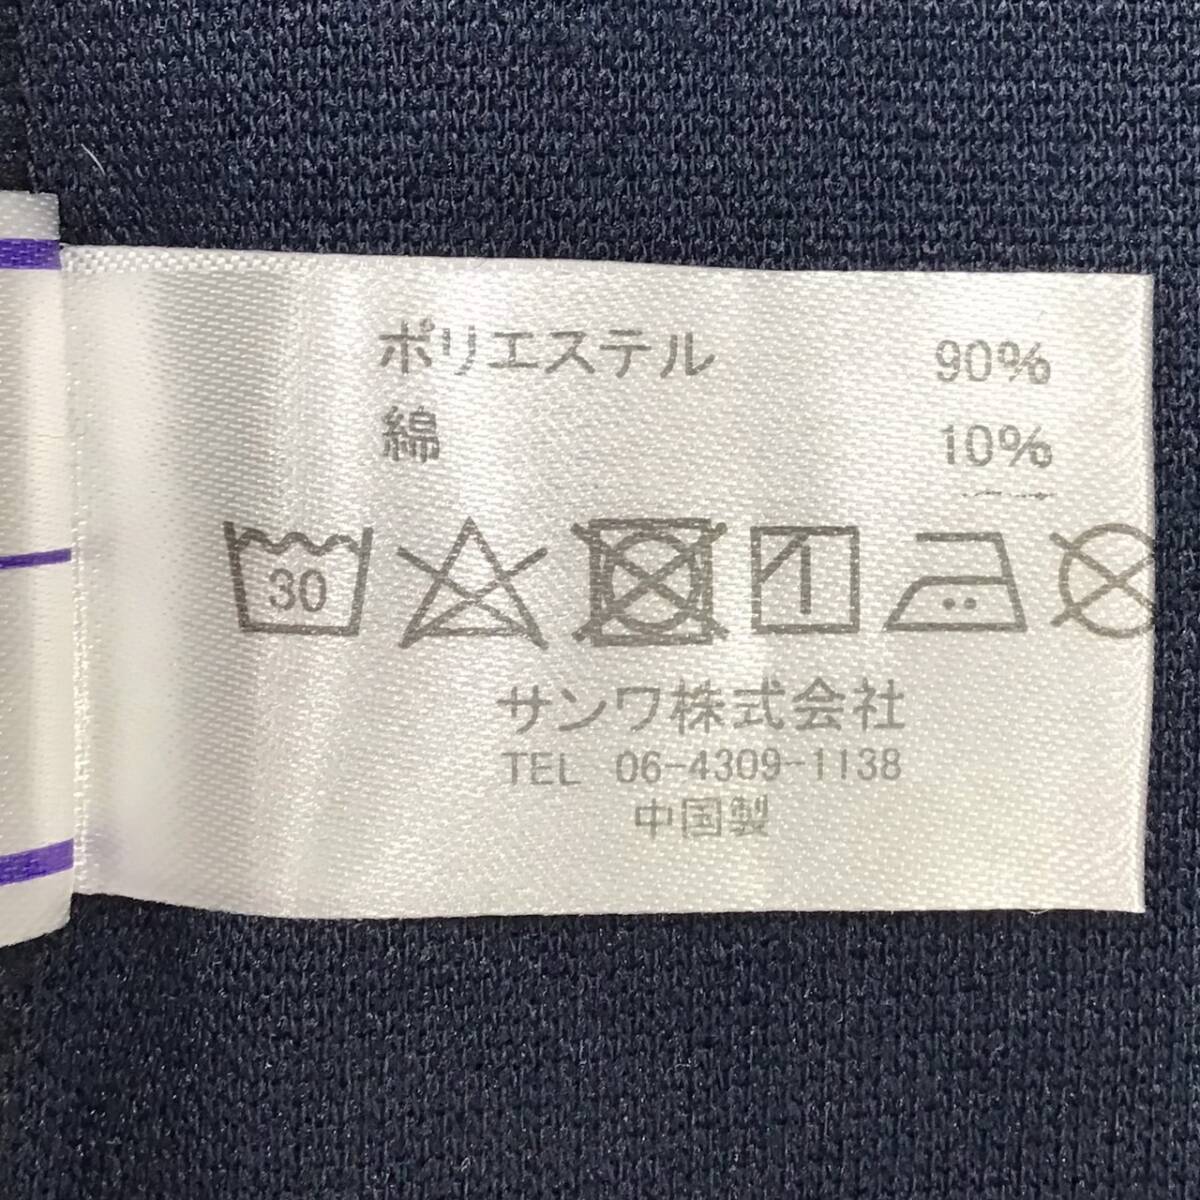 ポリエステル 90%
綿 10%
30
サンワ株式会社
TEL 06-4309-1138
中国製